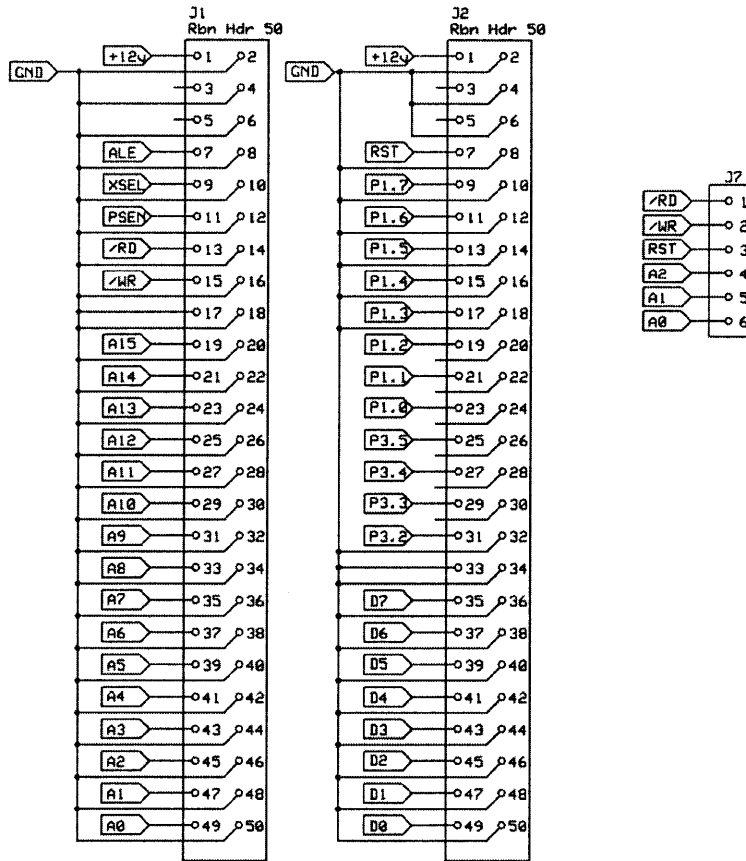 J1
Rbn Hdr 50
GND
+12v 1 2
3 4
5 6
ALE 7 8
XSEL 9 10
PSEN 11 12
/RD 13 14
/WR 15 16
17 18
A15 19 20
A14 21 22
A13 23 24
A12 25 26
A11 27 28
A10 29 30
A9 31 32
A8 33 34
A7 35 36
A6 37 38
A5 39 40
A4 41 42
A3 43 44
A2 45 46
A1 47 48
A0 49 50
J2
Rbn Hdr 50
GND
+12v 1 2
3 4
5 6
RST 7 8
P1.7 9 10
P1.6 11 12
P1.5 13 14
P1.4 15 16
P1.3 17 18
P1.2 19 20
P1.1 21 22
P1.0 23 24
P3.5 25 26
P3.4 27 28
P3.3 29 30
P3.2 31 32
33 34
D7 35 36
D6 37 38
D5 39 40
D4 41 42
D3 43 44
D2 45 46
D1 47 48
D0 49 50
J7
/RD 1
/WR 2
RST 3
A2 4
A1 5
A0 6